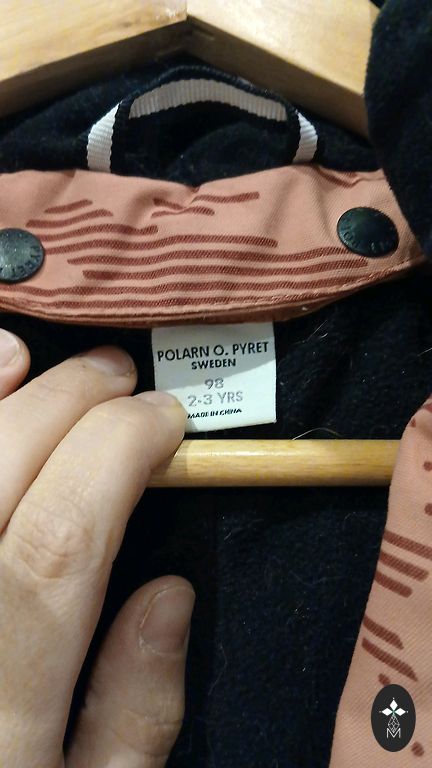 POLARN O. PYRET
SWEDEN
98
2-3 YRS
MADE IN CHINA
M